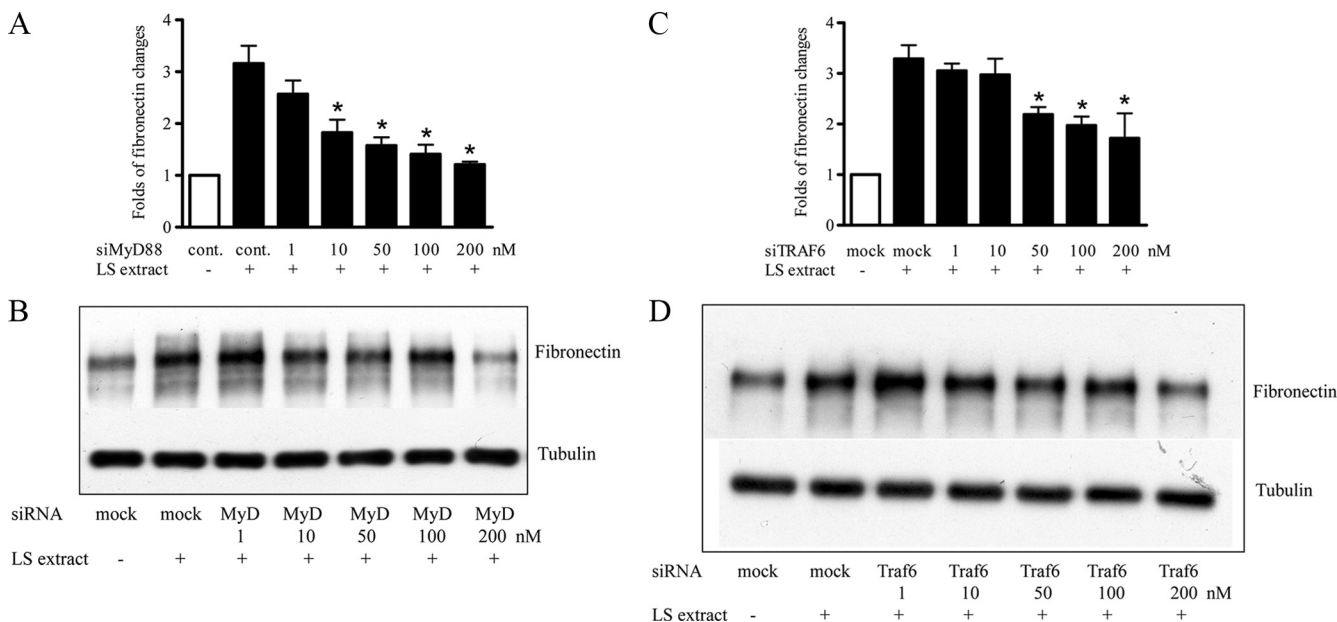 A
Folds of fibronectin changes
4
3
2
1
0
* * * *
siMyD88 cont. cont. 1 10 50 100 200 nM
LS extract - + + + + + +
B
Fibronectin
Tubulin
siRNA mock mock MyD MyD MyD MyD MyD
1 10 50 100 200 nM
LS extract - + + + + + +
C
Folds of fibronectin changes
4
3
2
1
0
* * *
siTRAF6 mock mock 1 10 50 100 200 nM
LS extract - + + + + + +
D
Fibronectin
Tubulin
siRNA mock mock Traf6 Traf6 Traf6 Traf6 Traf6
1 10 50 100 200 nM
LS extract - + + + + + +